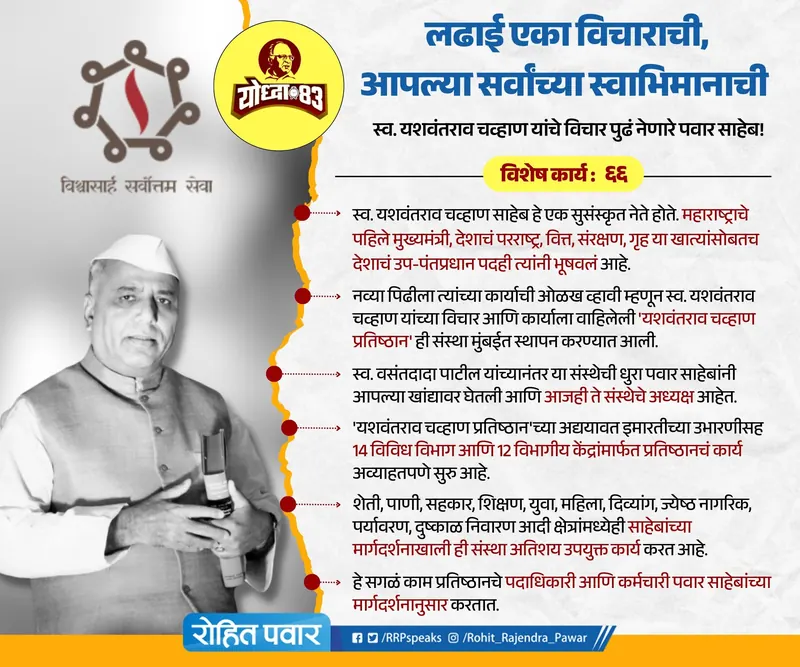 लढाई एका विचाराची,
आपल्या सर्वांच्या स्वाभिमानाची
योध्दा@८३
विश्वासार्ह सर्वोत्तम सेवा
स्व. यशवंतराव चव्हाण यांचे विचार पुढं नेणारे पवार साहेब!
विशेष कार्य : ६६
स्व. यशवंतराव चव्हाण साहेब हे एक सुसंस्कृत नेते होते. महाराष्ट्राचे
पहिले मुख्यमंत्री, देशाचं परराष्ट्र, वित्त, संरक्षण, गृह या खात्यांसोबतच
देशाचं उप-पंतप्रधान पदही त्यांनी भूषवलं आहे.
नव्या पिढीला त्यांच्या कार्याची ओळख व्हावी म्हणून स्व. यशवंतराव
चव्हाण यांच्या विचार आणि कार्याला वाहिलेली 'यशवंतराव चव्हाण
प्रतिष्ठान' ही संस्था मुंबईत स्थापन करण्यात आली.
स्व. वसंतदादा पाटील यांच्यानंतर या संस्थेची धुरा पवार साहेबांनी
आपल्या खांद्यावर घेतली आणि आजही ते संस्थेचे अध्यक्ष आहेत.
'यशवंतराव चव्हाण प्रतिष्ठान'च्या अद्ययावत इमारतीच्या उभारणीसह
14 विविध विभाग आणि 12 विभागीय केंद्रांमार्फत प्रतिष्ठानचं कार्य
अव्याहतपणे सुरु आहे.
शेती, पाणी, सहकार, शिक्षण, युवा, महिला, दिव्यांग, ज्येष्ठ नागरिक,
पर्यावरण, दुष्काळ निवारण आदी क्षेत्रांमध्येही साहेबांच्या
मार्गदर्शनाखाली ही संस्था अतिशय उपयुक्त कार्य करत आहे.
हे सगळं काम प्रतिष्ठानचे पदाधिकारी आणि कर्मचारी पवार साहेबांच्या
मार्गदर्शनानुसार करतात.
रोहित पवार
/RRPspeaks /Rohit_Rajendra_Pawar